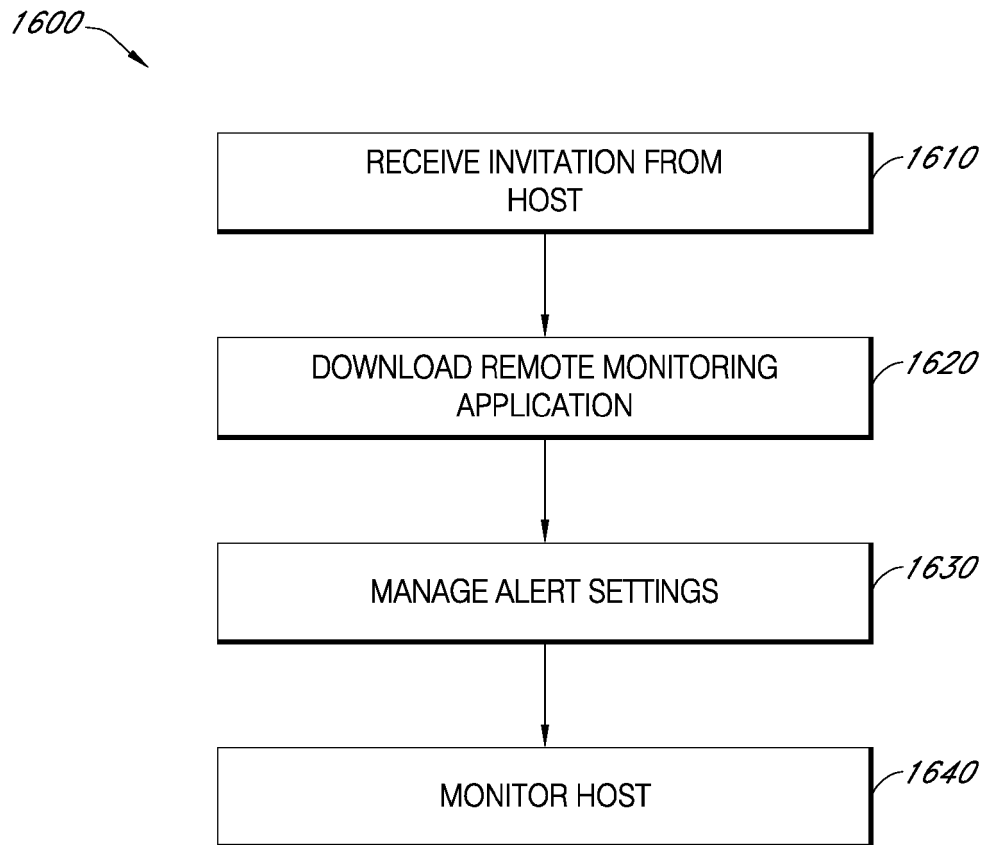 1600
RECEIVE INVITATION FROM
HOST
1610
DOWNLOAD REMOTE MONITORING
APPLICATION
1620
MANAGE ALERT SETTINGS
1630
MONITOR HOST
1640